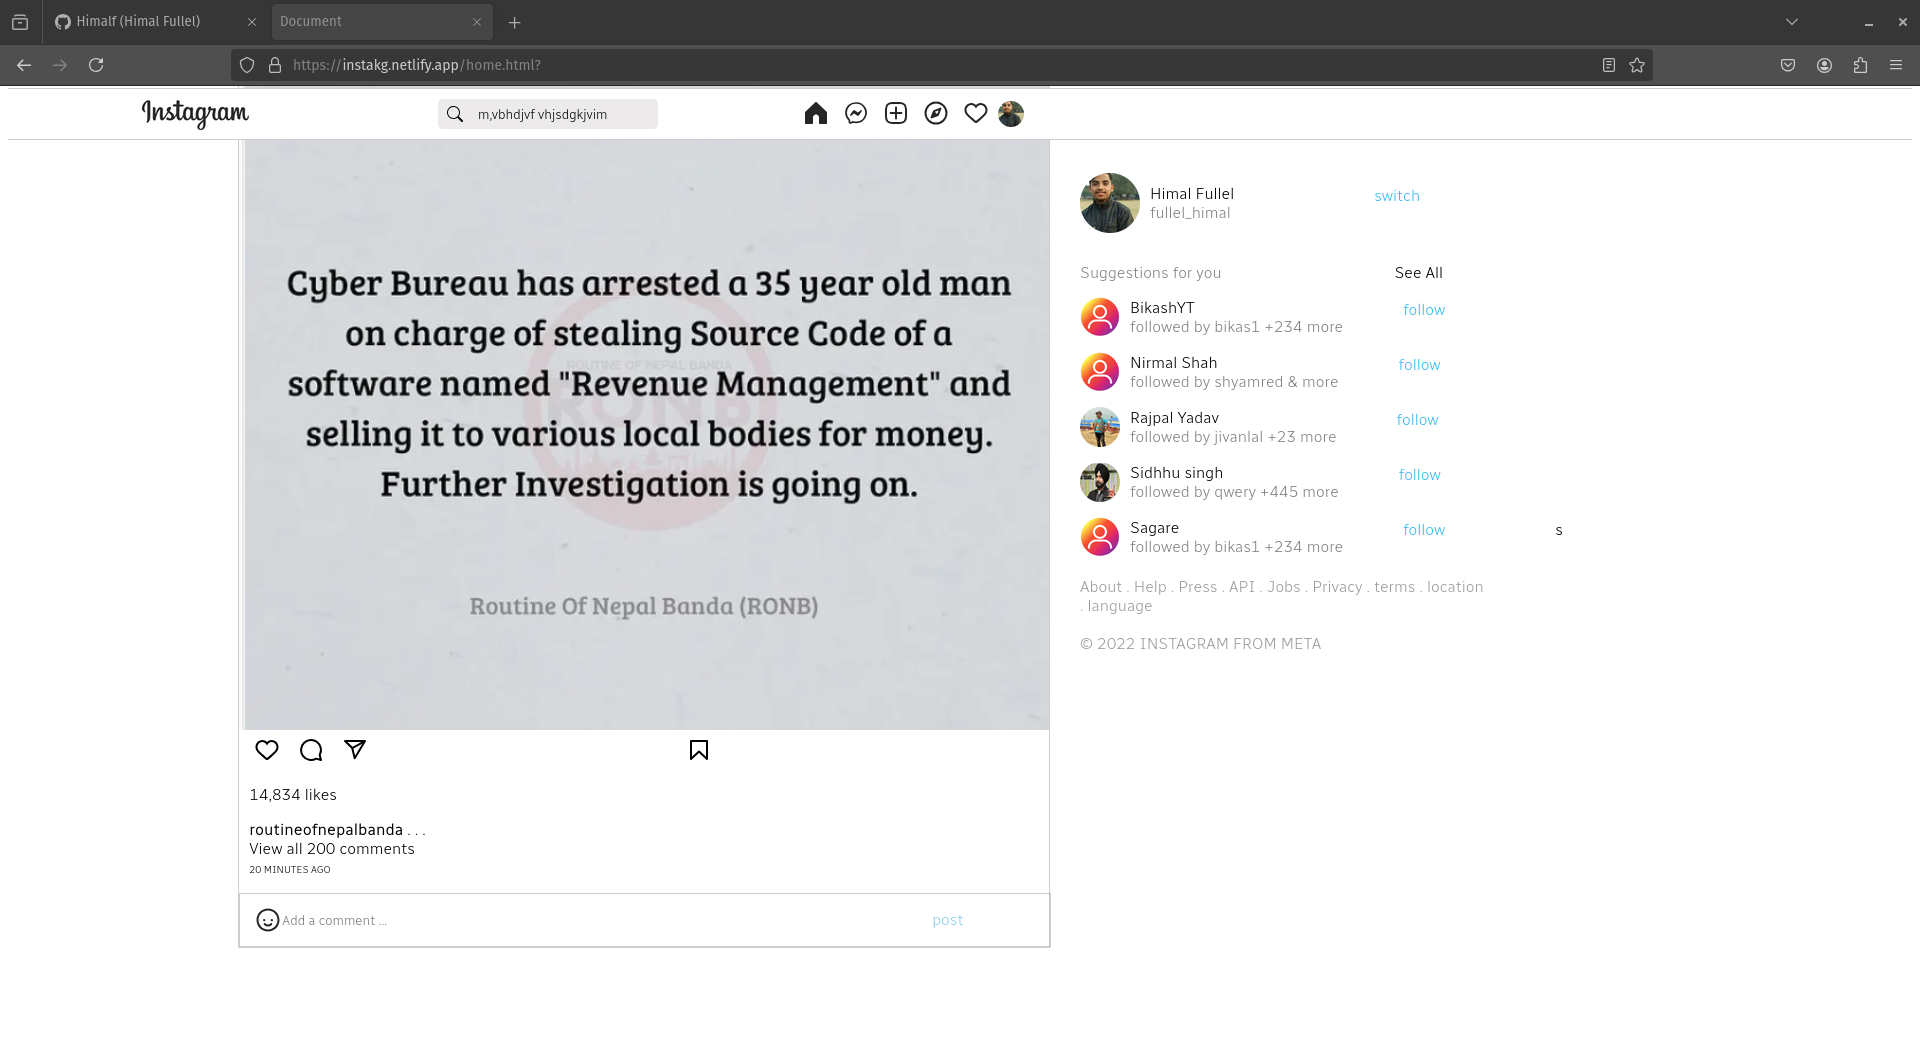 Himalf (Himal Fullel)
Document
https://instakg.netlify.app/home.html?
Instagram
m,vbhdjvf vhjsdgkjvim
Cyber Bureau has arrested a 35 year old man
on charge of stealing Source Code of a
software named "Revenue Management" and
selling it to various local bodies for money.
Further Investigation is going on.
ROUTINE OF NEPAL BANDA
RONB
Routine Of Nepal Banda (RONB)
14,834 likes
routineofnepalbanda . . .
View all 200 comments
20 MINUTES AGO
Add a comment ...
post
Himal Fullel
fullel_himal
switch
Suggestions for you
See All
BikashYT
followed by bikas1 +234 more
follow
Nirmal Shah
followed by shyamred & more
follow
Rajpal Yadav
followed by jivanlal +23 more
follow
Sidhhu singh
followed by qwery +445 more
follow
Sagare
followed by bikas1 +234 more
follow
s
About . Help . Press . API . Jobs . Privacy . terms . location
. language
© 2022 INSTAGRAM FROM META